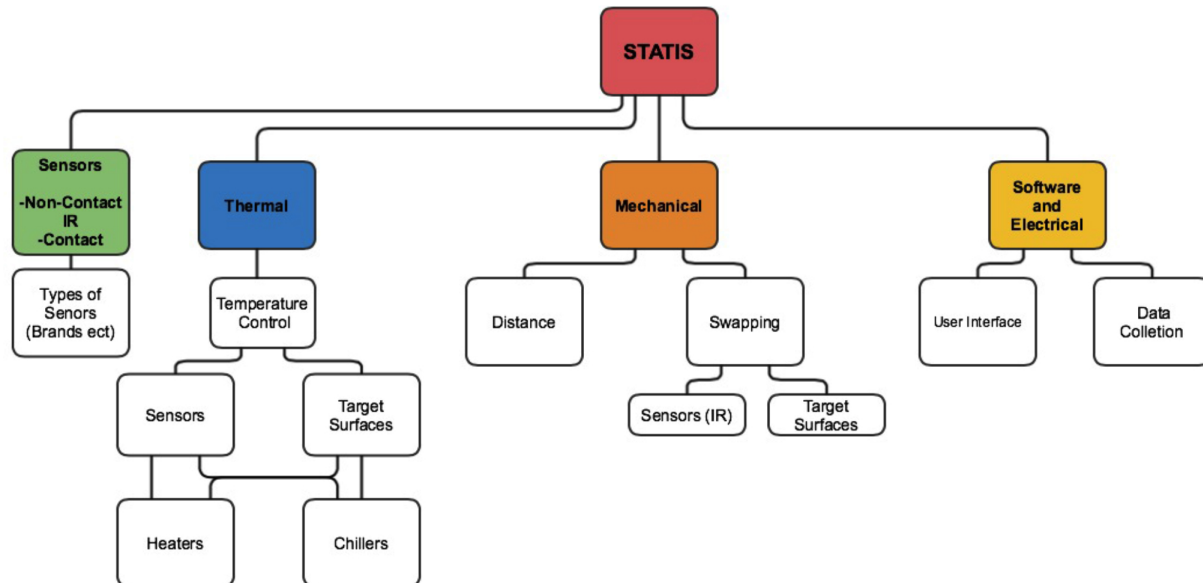 STATIS
Sensors
-Non-Contact
IR
-Contact
Thermal
Mechanical
Software
and
Electrical
Types of
Senors
(Brands ect)
Temperature
Control
Distance
Swapping
User Interface
Data
Colletion
Sensors
Target
Surfaces
Sensors (IR)
Target
Surfaces
Heaters
Chillers